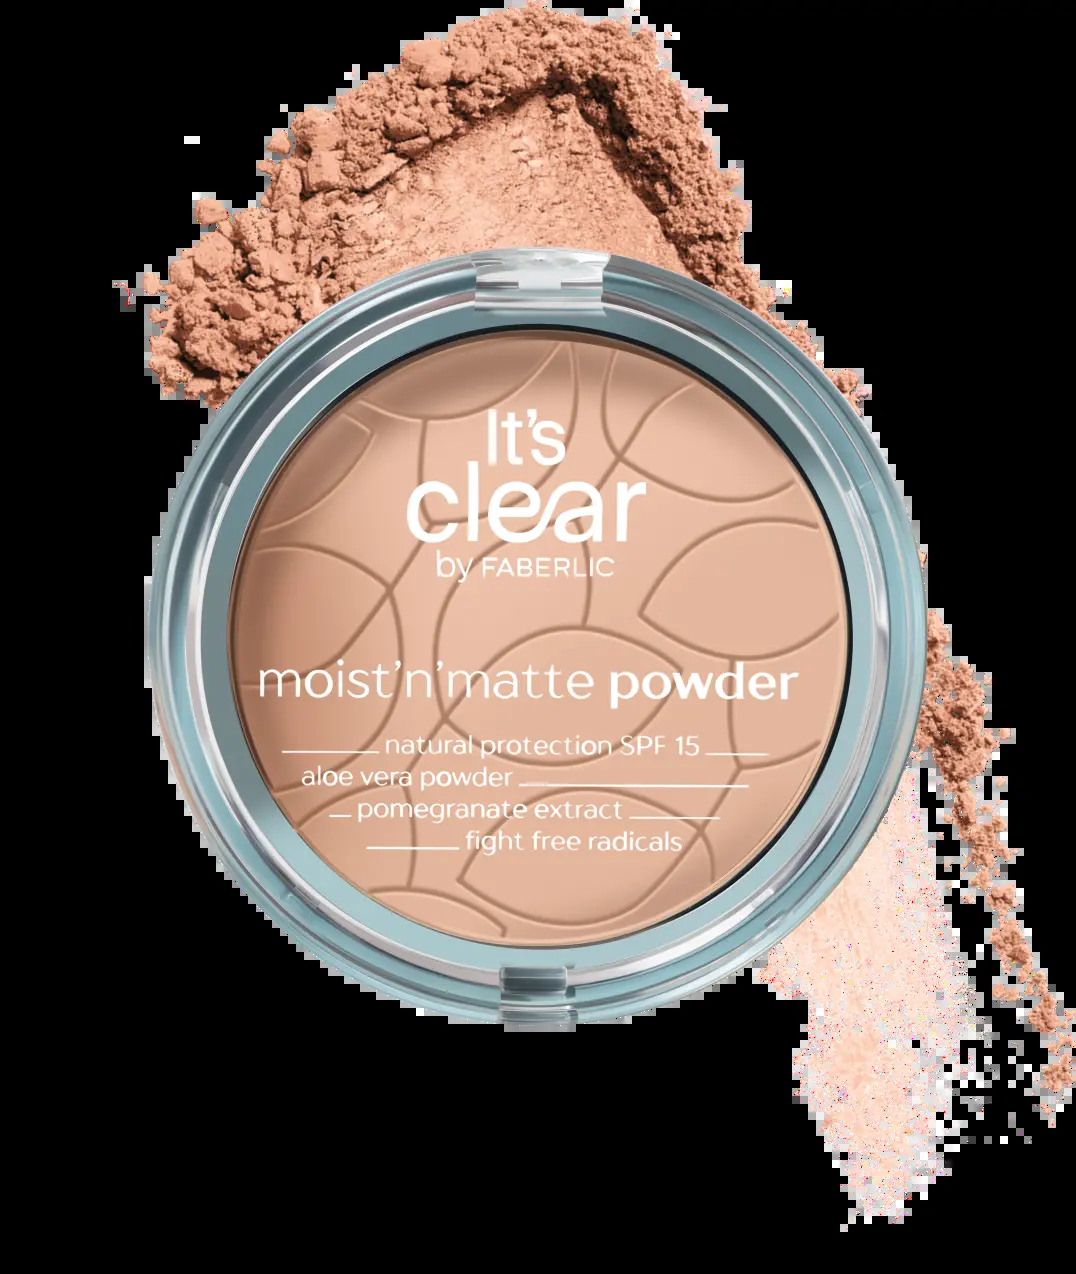 It's
clear
by FABERLIC
moist'n'matte powder
natural protection SPF 15
aloe vera powder
pomegranate extract
fight free radicals